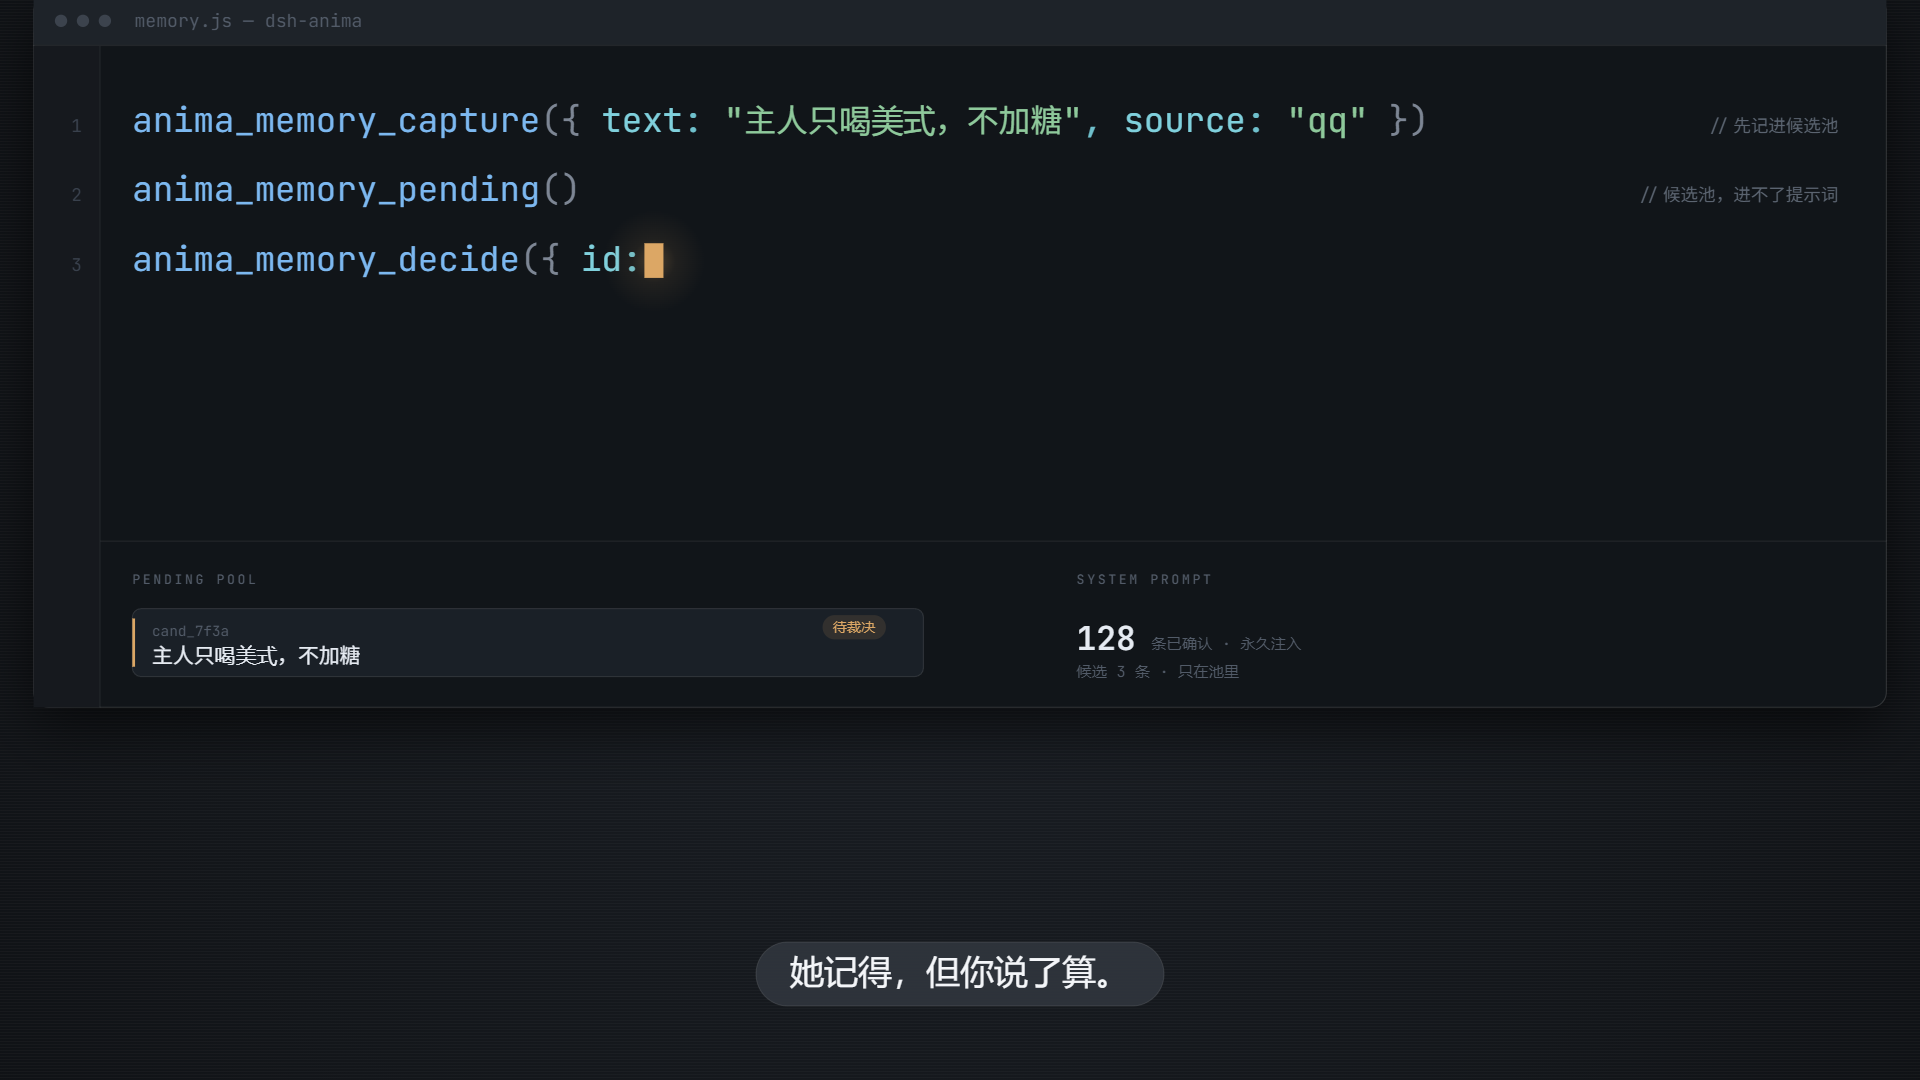 memory.js — dsh-anima
1 anima_memory_capture({ text: "主人只喝美式，不加糖", source: "qq" }) // 先记进候选池
2 anima_memory_pending() // 候选池，进不了提示词
3 anima_memory_decide({ id:
PENDING POOL
cand_7f3a
待裁决
主人只喝美式，不加糖
SYSTEM PROMPT
128 条已确认 · 永久注入
候选 3 条 · 只在池里
她记得，但你说了算。